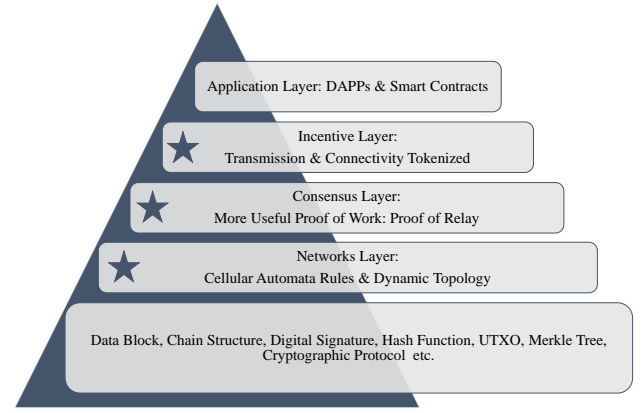 Application Layer: DAPPs & Smart Contracts
Incentive Layer:
Transmission & Connectivity Tokenized
Consensus Layer:
More Useful Proof of Work: Proof of Relay
Networks Layer:
Cellular Automata Rules & Dynamic Topology
Data Block, Chain Structure, Digital Signature, Hash Function, UTXO, Merkle Tree,
Cryptographic Protocol etc.